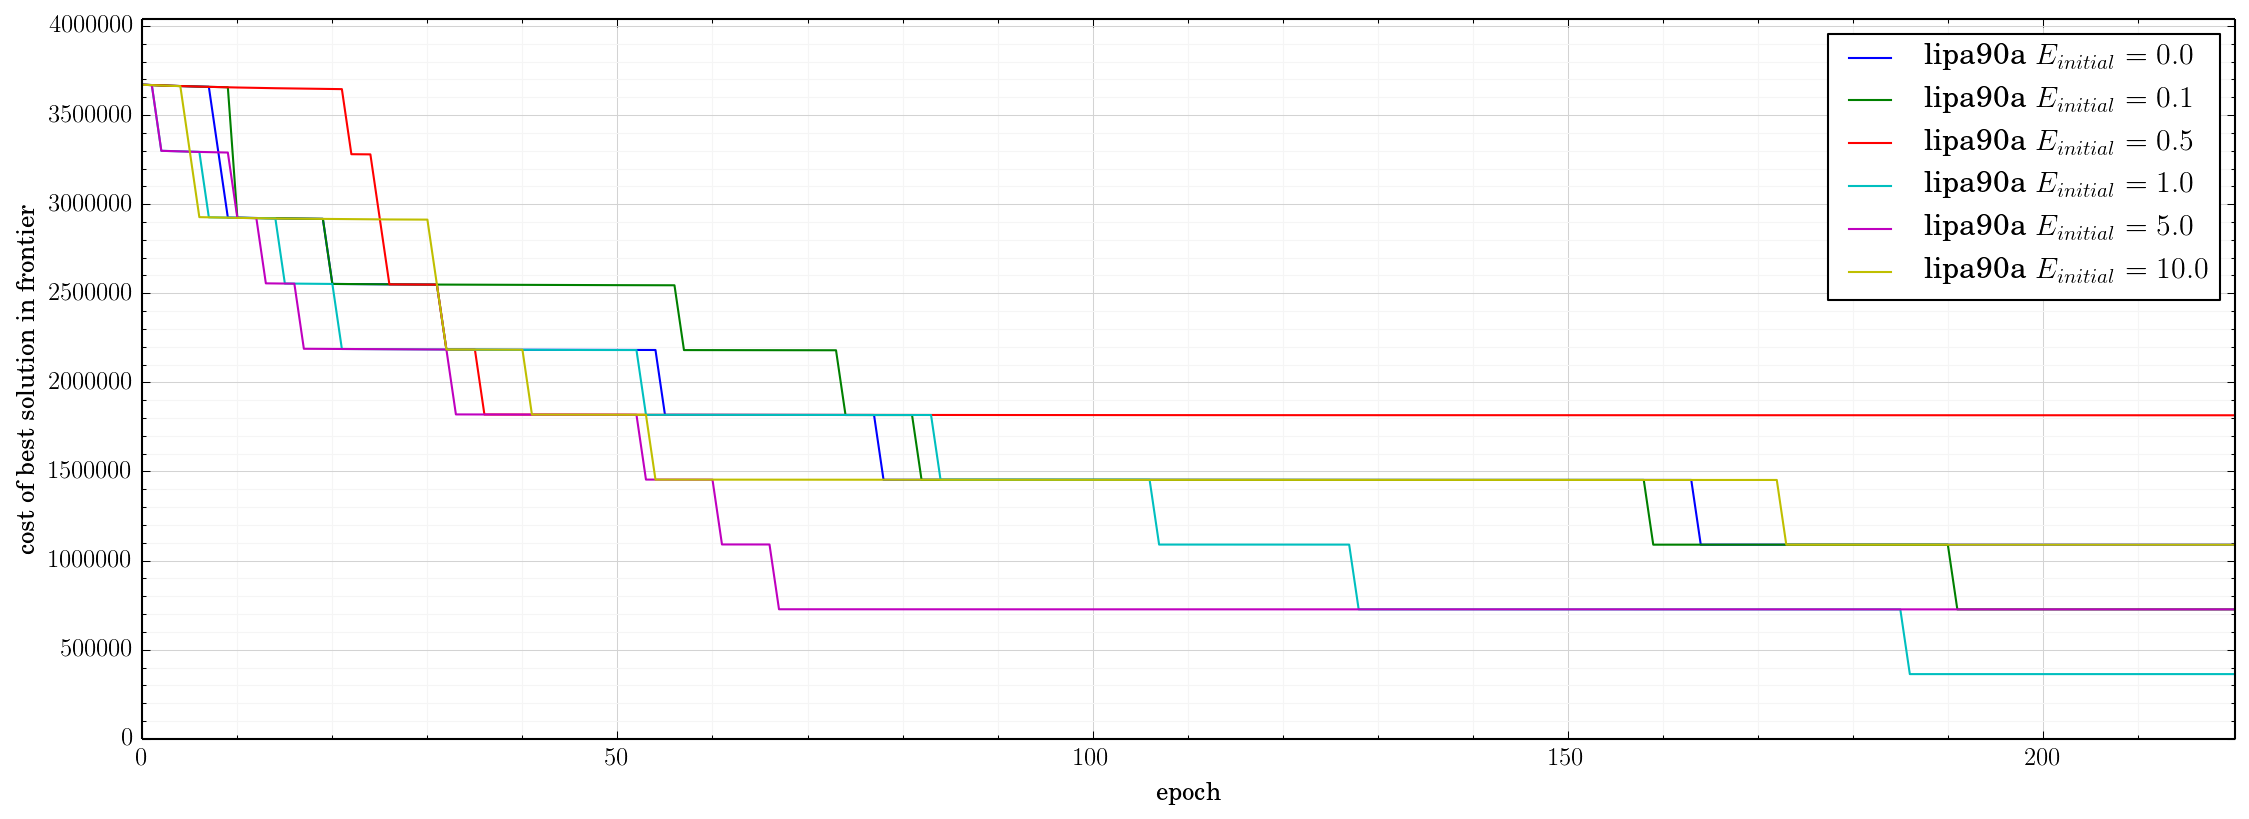 4000000
3500000
3000000
2500000
2000000
1500000
1000000
500000
0
cost of best solution in frontier
lipa90a E_initial = 0.0
lipa90a E_initial = 0.1
lipa90a E_initial = 0.5
lipa90a E_initial = 1.0
lipa90a E_initial = 5.0
lipa90a E_initial = 10.0
0 50 100 150 200
epoch